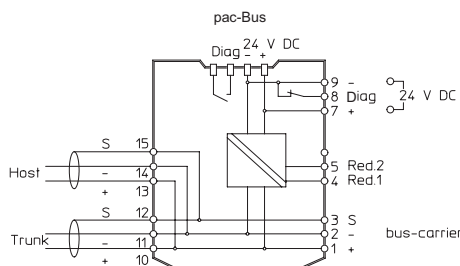 pac-Bus
Diag 24 V DC
- +
9 -
8 Diag 24 V DC
7 +
S 15
5 Red.2
Host - 14
4 Red.1
+ 13
S 12
3 S
Trunk - 11
2 - bus-carrier
+ 10
1 +